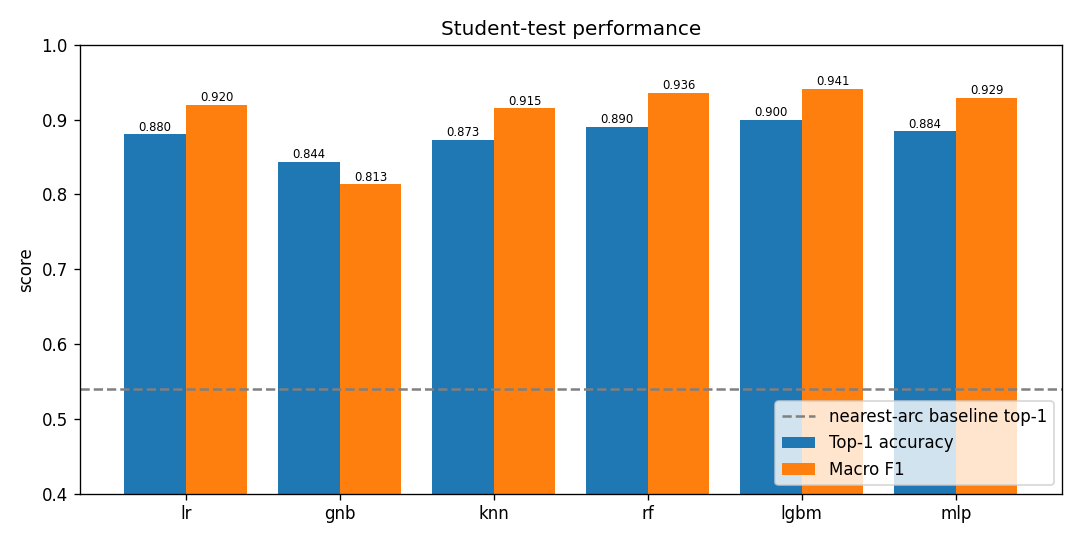 Student-test performance
1.0
0.9
0.8
0.7
0.6
0.5
0.4
score
0.880
0.920
0.844
0.813
0.873
0.915
0.890
0.936
0.900
0.941
0.884
0.929
nearest-arc baseline top-1
Top-1 accuracy
Macro F1
lr
gnb
knn
rf
lgbm
mlp